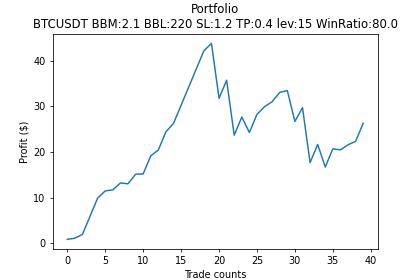 Portfolio
BTCUSDT BBM:2.1 BBL:220 SL:1.2 TP:0.4 lev:15 WinRatio:80.0
40
30
20
10
0
Profit ($)
0 5 10 15 20 25 30 35 40
Trade counts